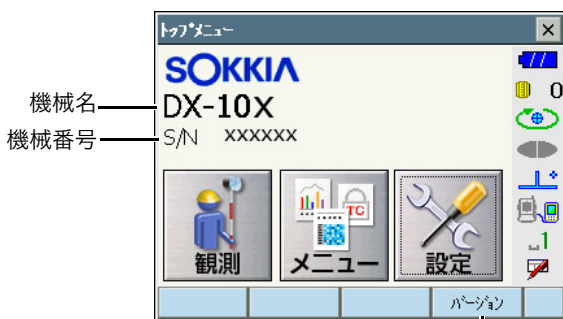 トップメニュー
SOKKIA
機械名
DX-10X
機械番号
S/N xxxxxx
0
TC
観測
メニュー
設定
1
バージョン